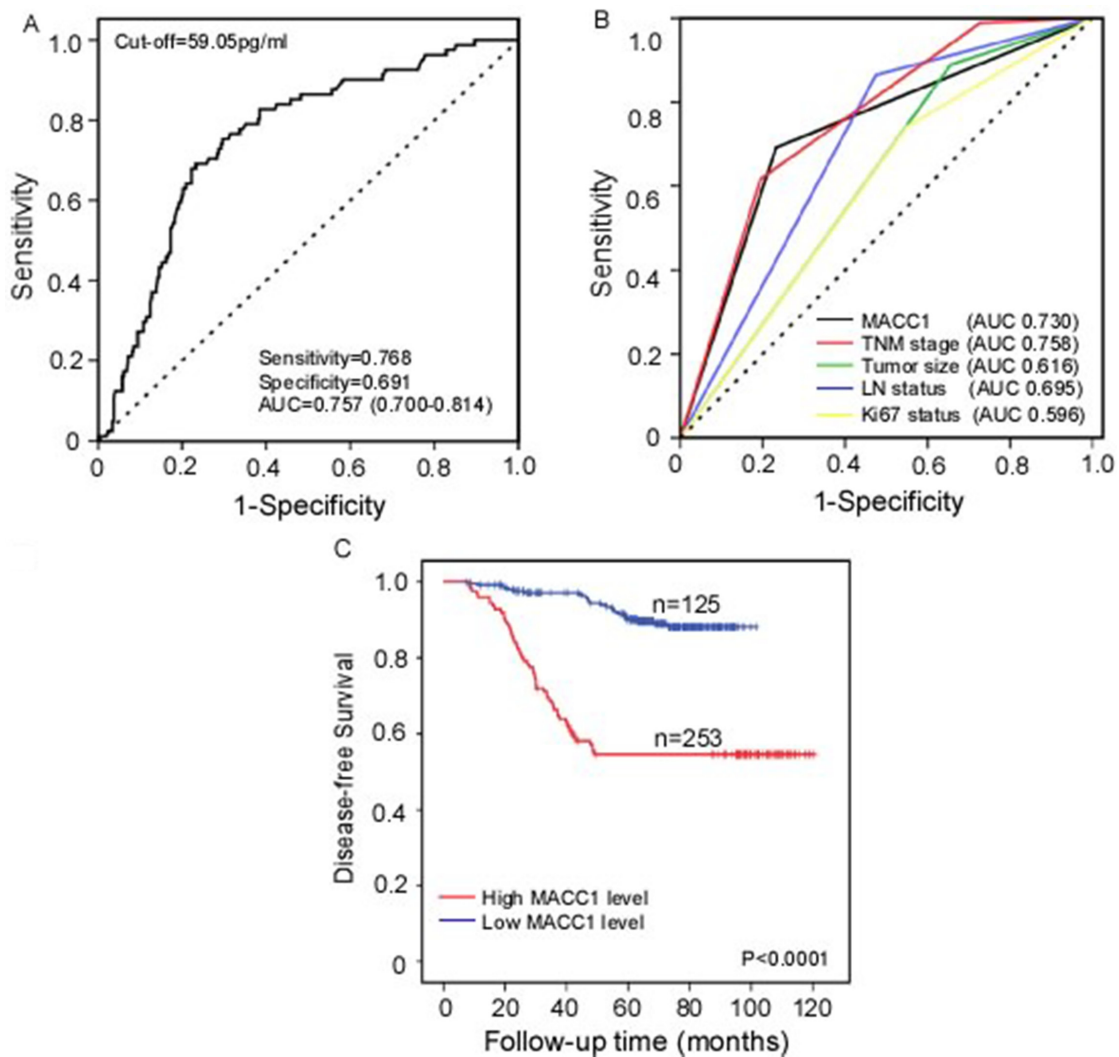 A
Cut-off=59.05pg/ml
1.0
0.8
0.6
0.4
0.2
0
Sensitivity
Sensitivity=0.768
Specificity=0.691
AUC=0.757 (0.700-0.814)
0 0.2 0.4 0.6 0.8 1.0
1-Specificity
B
1.0
0.8
0.6
0.4
0.2
0
Sensitivity
MACC1 (AUC 0.730)
TNM stage (AUC 0.758)
Tumor size (AUC 0.616)
LN status (AUC 0.695)
Ki67 status (AUC 0.596)
0 0.2 0.4 0.6 0.8 1.0
1-Specificity
C
1.0
0.8
0.6
0.4
0.2
0
Disease-free Survival
n=125
n=253
High MACC1 level
Low MACC1 level
P<0.0001
0 20 40 60 80 100 120
Follow-up time (months)